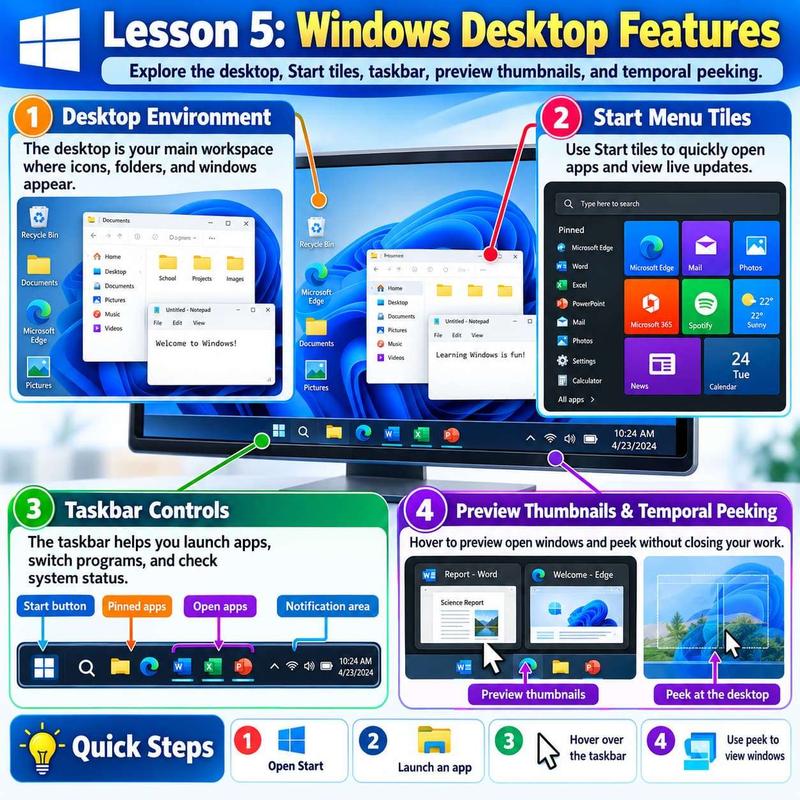 Lesson 5: Windows Desktop Features
Explore the desktop, Start tiles, taskbar, preview thumbnails, and temporal peeking.
1 Desktop Environment
The desktop is your main workspace
where icons, folders, and windows
appear.
Recycle Bin
Documents
Microsoft
Edge
Pictures
Documents
Home
Desktop
Documents
Pictures
Music
Videos
School
Projects
Images
Untitled - Notepad
File Edit View
Welcome to Windows!
Recycle Bin
Microsoft
Edge
Documents
Pictures
Home
Desktop
Documents
Pictures
Music
Videos
Untitled - Notepad
File Edit View
Learning Windows is fun!
10:24 AM
4/23/2024
2 Start Menu Tiles
Use Start tiles to quickly open
apps and view live updates.
Type here to search
Pinned
Microsoft Edge
Word
Excel
PowerPoint
Mail
Photos
Settings
Calculator
All apps
Microsoft Edge
Mail
Photos
Microsoft 365
Spotify
22°
22°
Sunny
News
24
Tue
Calendar
3 Taskbar Controls
The taskbar helps you launch apps,
switch programs, and check
system status.
Start button
Pinned apps
Open apps
Notification area
10:24 AM
4/23/2024
4 Preview Thumbnails & Temporal Peeking
Hover to preview open windows and peek without closing your work.
Report - Word
Welcome - Edge
Science Report
Preview thumbnails
Peek at the desktop
Quick Steps
1 Open Start
2 Launch an app
3 Hover over
the taskbar
4 Use peek to
view windows